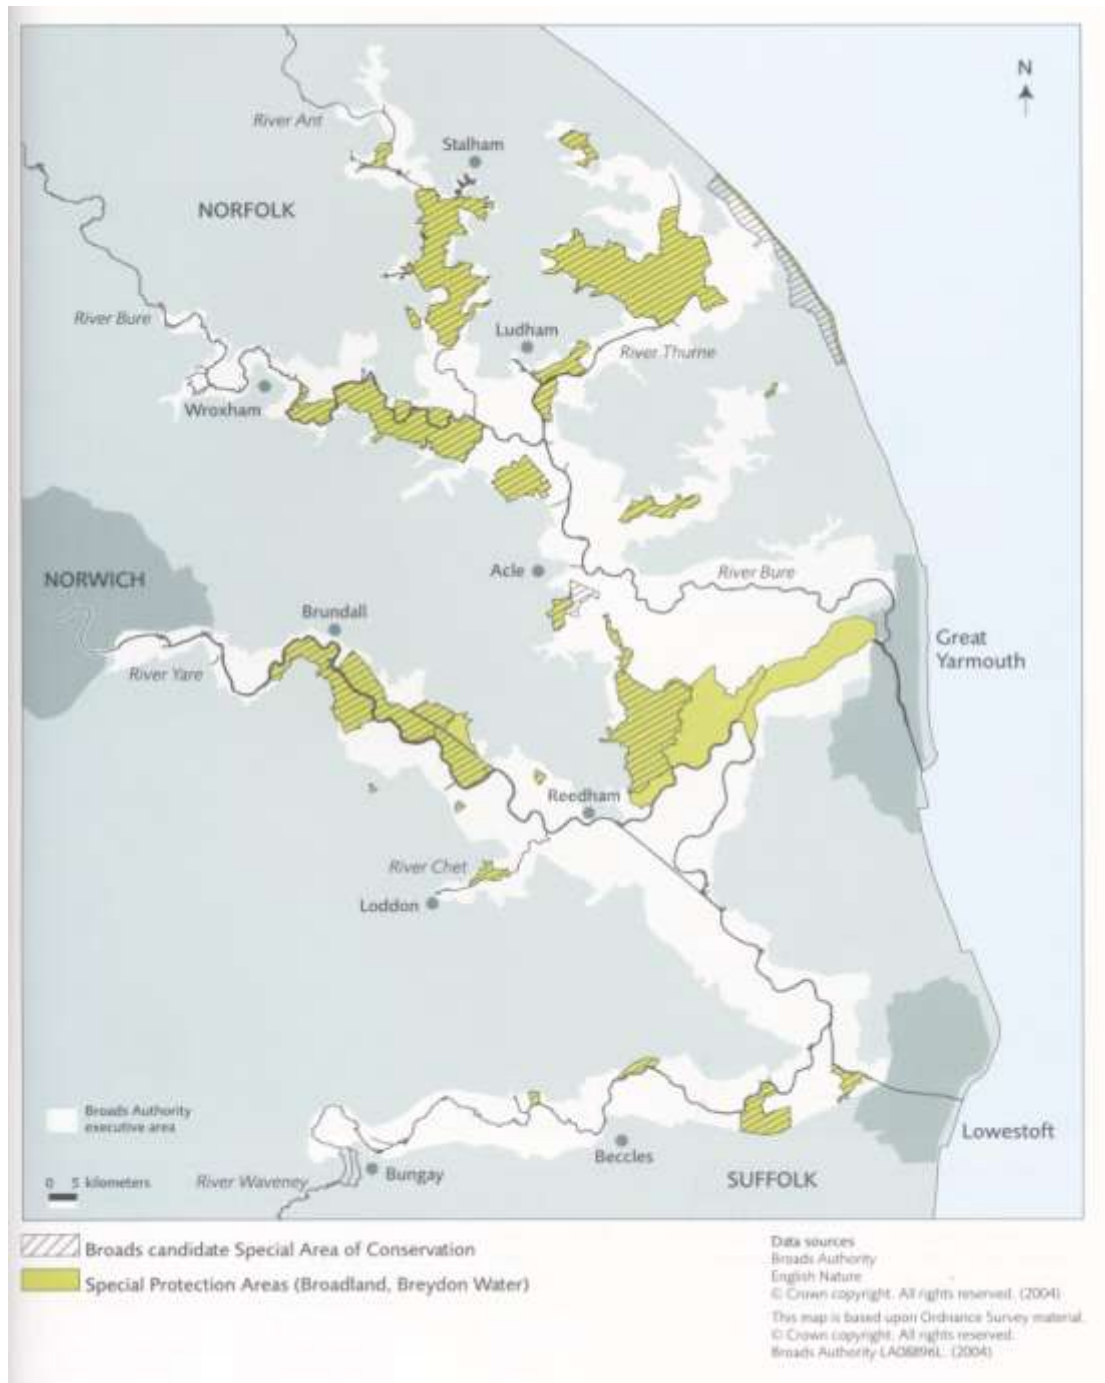 N
River Ant
Stalham
NORFOLK
River Bure
Ludham
River Thurne
Wroxham
NORWICH
Acle
River Bure
Brundall
Great
Yarmouth
River Yare
Reedham
River Chet
Loddon
Broads Authority
executive area
Lowestoft
Beccles
0 5 kilometers
River Waveney
Bungay
SUFFOLK
Broads candidate Special Area of Conservation
Special Protection Areas (Broadland, Breydon Water)
Data sources
Broads Authority
English Nature
© Crown copyright. All rights reserved. (2004)
This map is based upon Ordnance Survey material.
© Crown copyright. All rights reserved.
Broads Authority LA08896L. (2004)